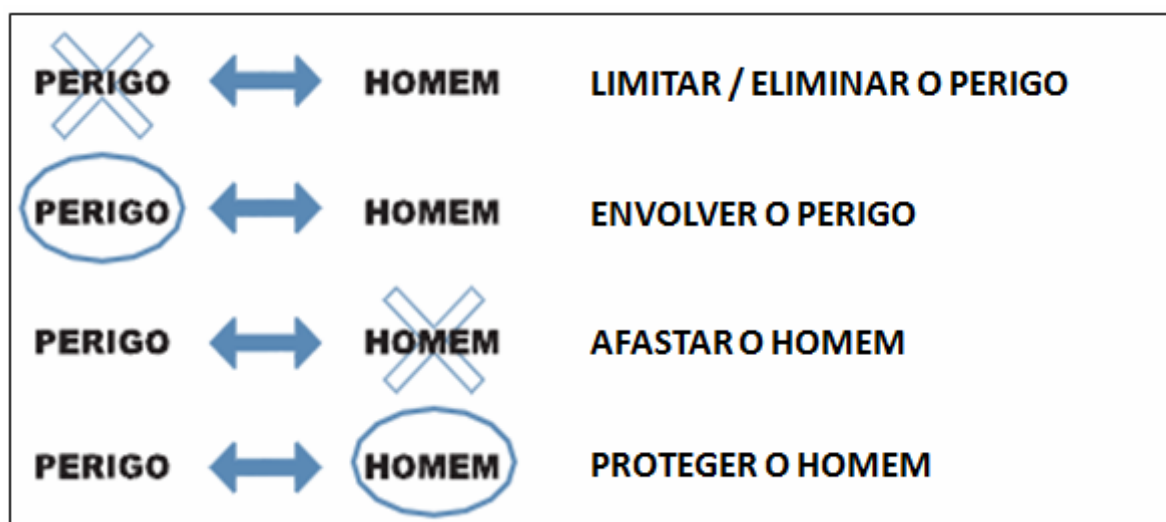 PERIGO HOMEM LIMITAR / ELIMINAR O PERIGO
PERIGO HOMEM ENVOLVER O PERIGO
PERIGO HOMEM AFASTAR O HOMEM
PERIGO HOMEM PROTEGER O HOMEM